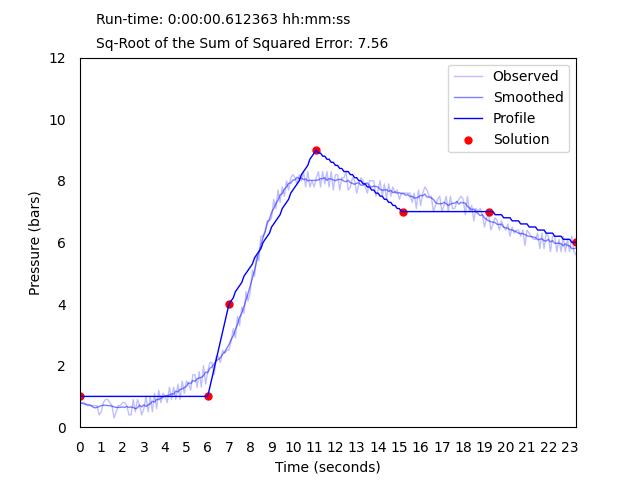 Run-time: 0:00:00.612363 hh:mm:ss
Sq-Root of the Sum of Squared Error: 7.56
12
10
8
6
4
2
0
Pressure (bars)
Observed
Smoothed
Profile
Solution
0 1 2 3 4 5 6 7 8 9 10 11 12 13 14 15 16 17 18 19 20 21 22 23
Time (seconds)